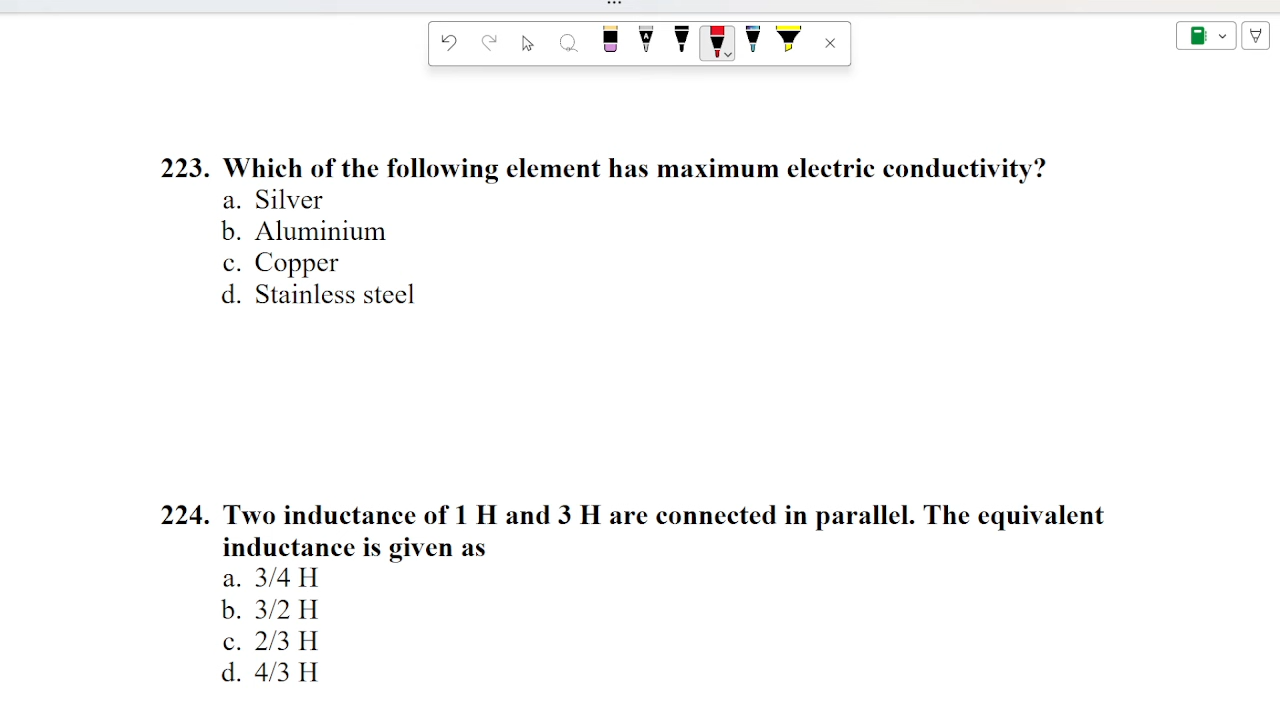 223. Which of the following element has maximum electric conductivity?
a. Silver
b. Aluminium
c. Copper
d. Stainless steel
224. Two inductance of 1 H and 3 H are connected in parallel. The equivalent
inductance is given as
a. 3/4 H
b. 3/2 H
c. 2/3 H
d. 4/3 H